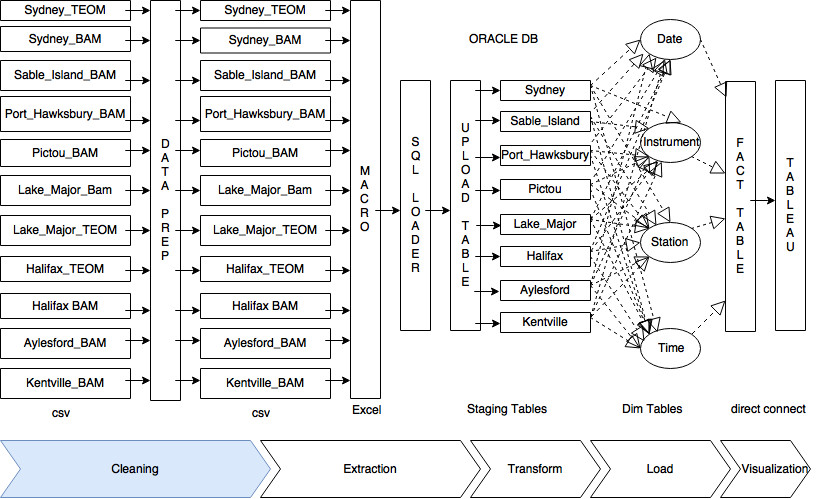 Sydney_TEOM
Sydney_BAM
Sable_Island_BAM
Port_Hawksbury_BAM
Pictou_BAM
Lake_Major_Bam
Lake_Major_TEOM
Halifax_TEOM
Halifax BAM
Aylesford_BAM
Kentville_BAM
csv
DATA PREP
Sydney_TEOM
Sydney_BAM
Sable_Island_BAM
Port_Hawksbury_BAM
Pictou_BAM
Lake_Major_Bam
Lake_Major_TEOM
Halifax_TEOM
Halifax BAM
Aylesford_BAM
Kentville_BAM
csv
MACRO
Excel
ORACLE DB
SQL LOADER
UPLOAD TABLE
Sydney
Sable_Island
Port_Hawksbury
Pictou
Lake_Major
Halifax
Aylesford
Kentville
Staging Tables
Date
Instrument
Station
Time
Dim Tables
FACT TABLE
TABLEAU
direct connect
Cleaning
Extraction
Transform
Load
Visualization